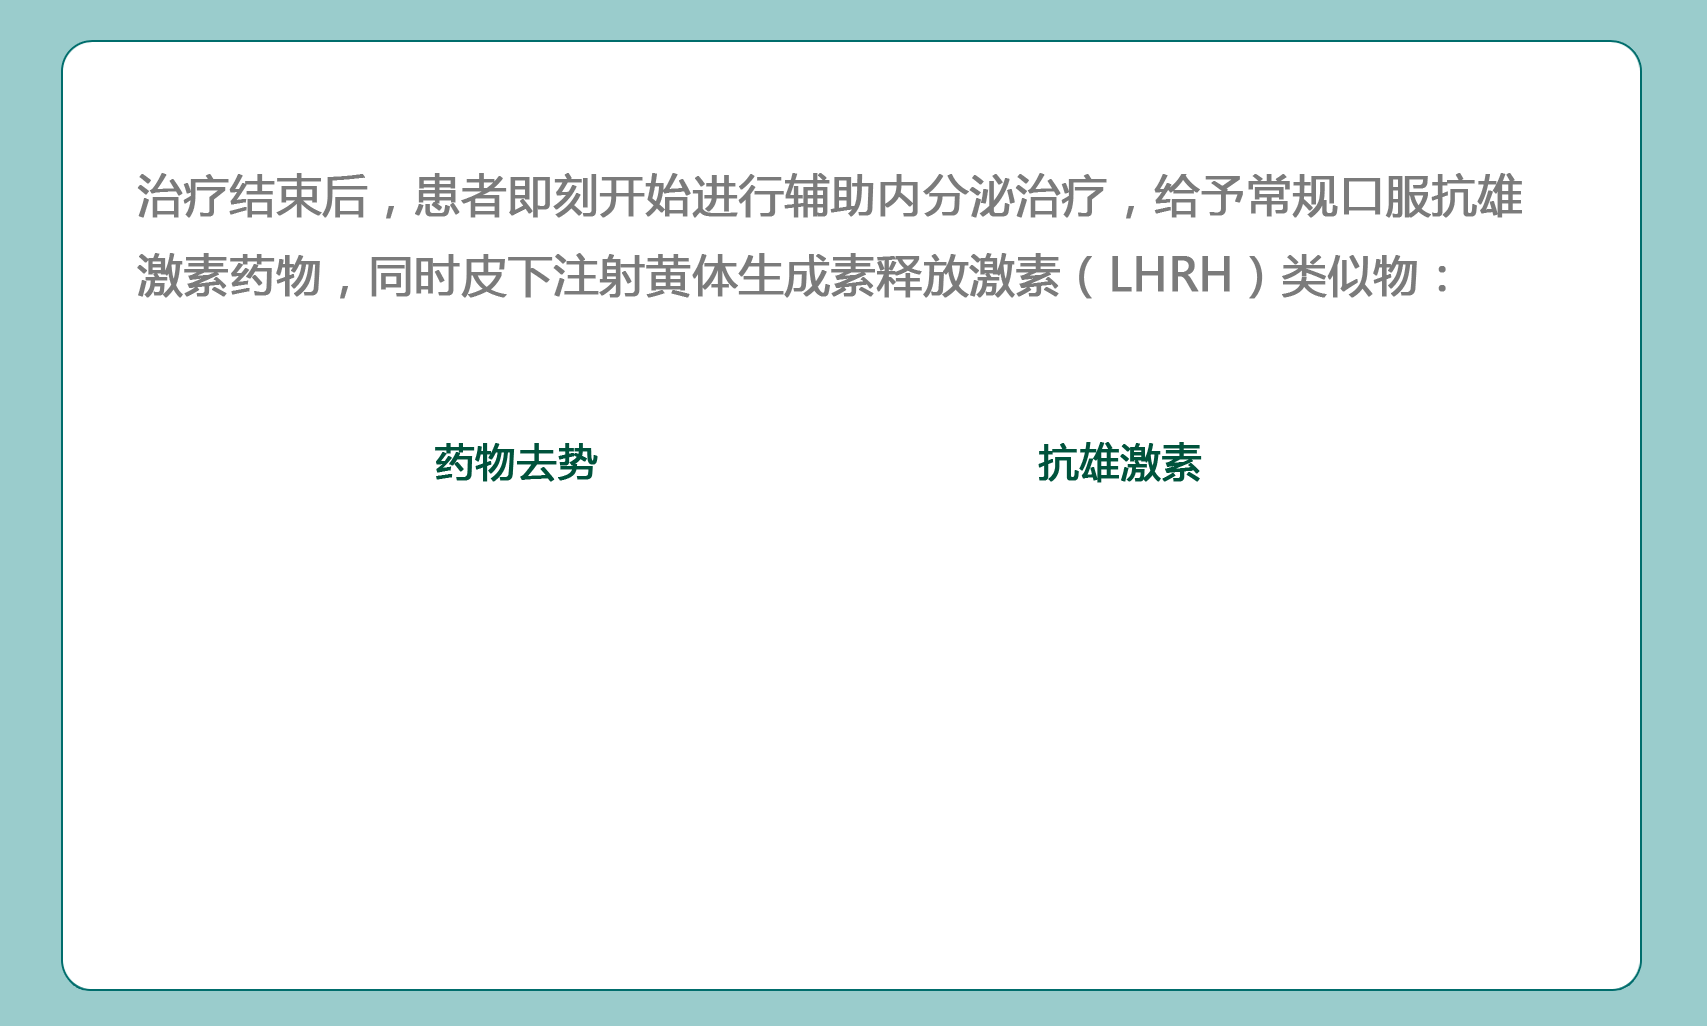 治疗结束后，患者即刻开始进行辅助内分泌治疗，给予常规口服抗雄
激素药物，同时皮下注射黄体生成素释放激素（LHRH）类似物：
药物去势
抗雄激素